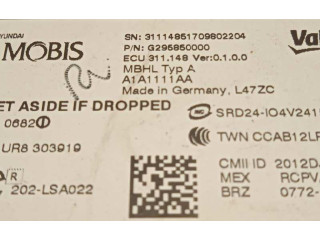 HYUNDAI
MOBIS
SN: 31114851709802204
P/N: G295850000
ECU 311.148 Ver:0.1.0.0
MBHL Typ A
A1A1111AA
Made in Germany, L47ZC
ET ASIDE IF DROPPED
0682
UR8 303919
R
202-LSA022
Val
SRD24-IO4V241
TWN CCAB12LP
CMII ID 2012DJ
MEX RCPV
BRZ 0772-